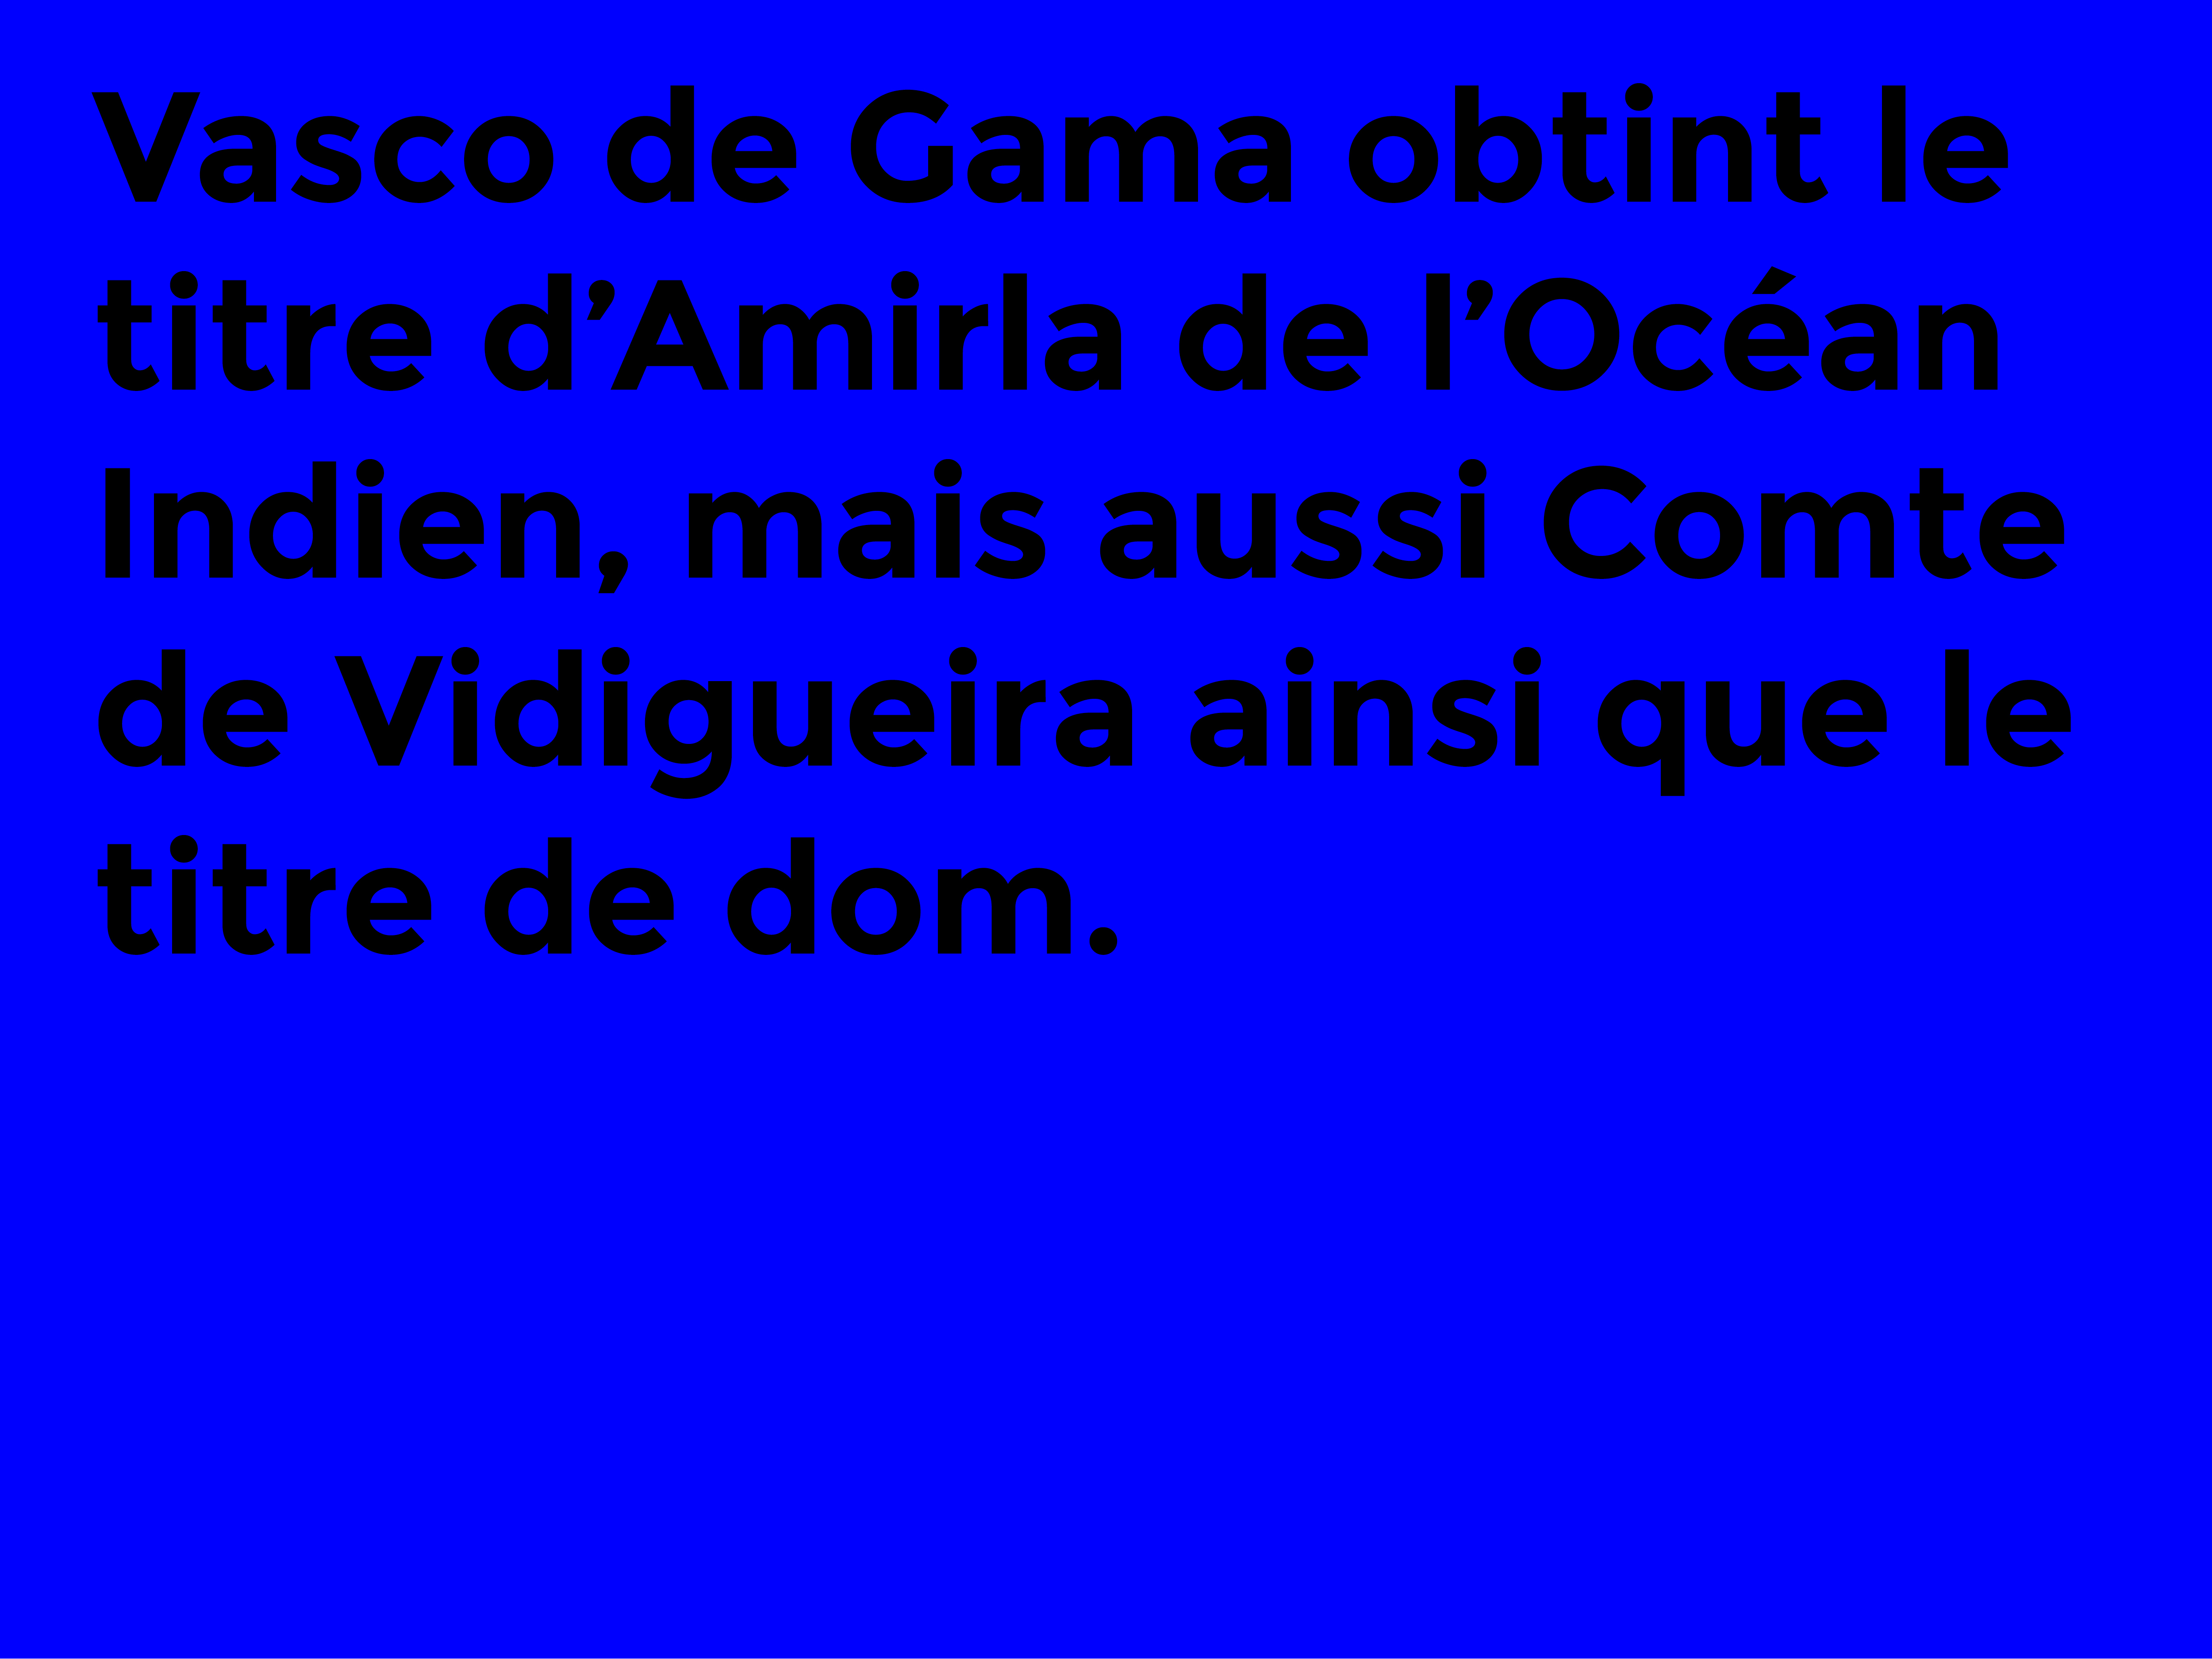 Vasco de Gama obtint le
titre d’Amirla de l’Océan
Indien, mais aussi Comte
de Vidigueira ainsi que le
titre de dom.